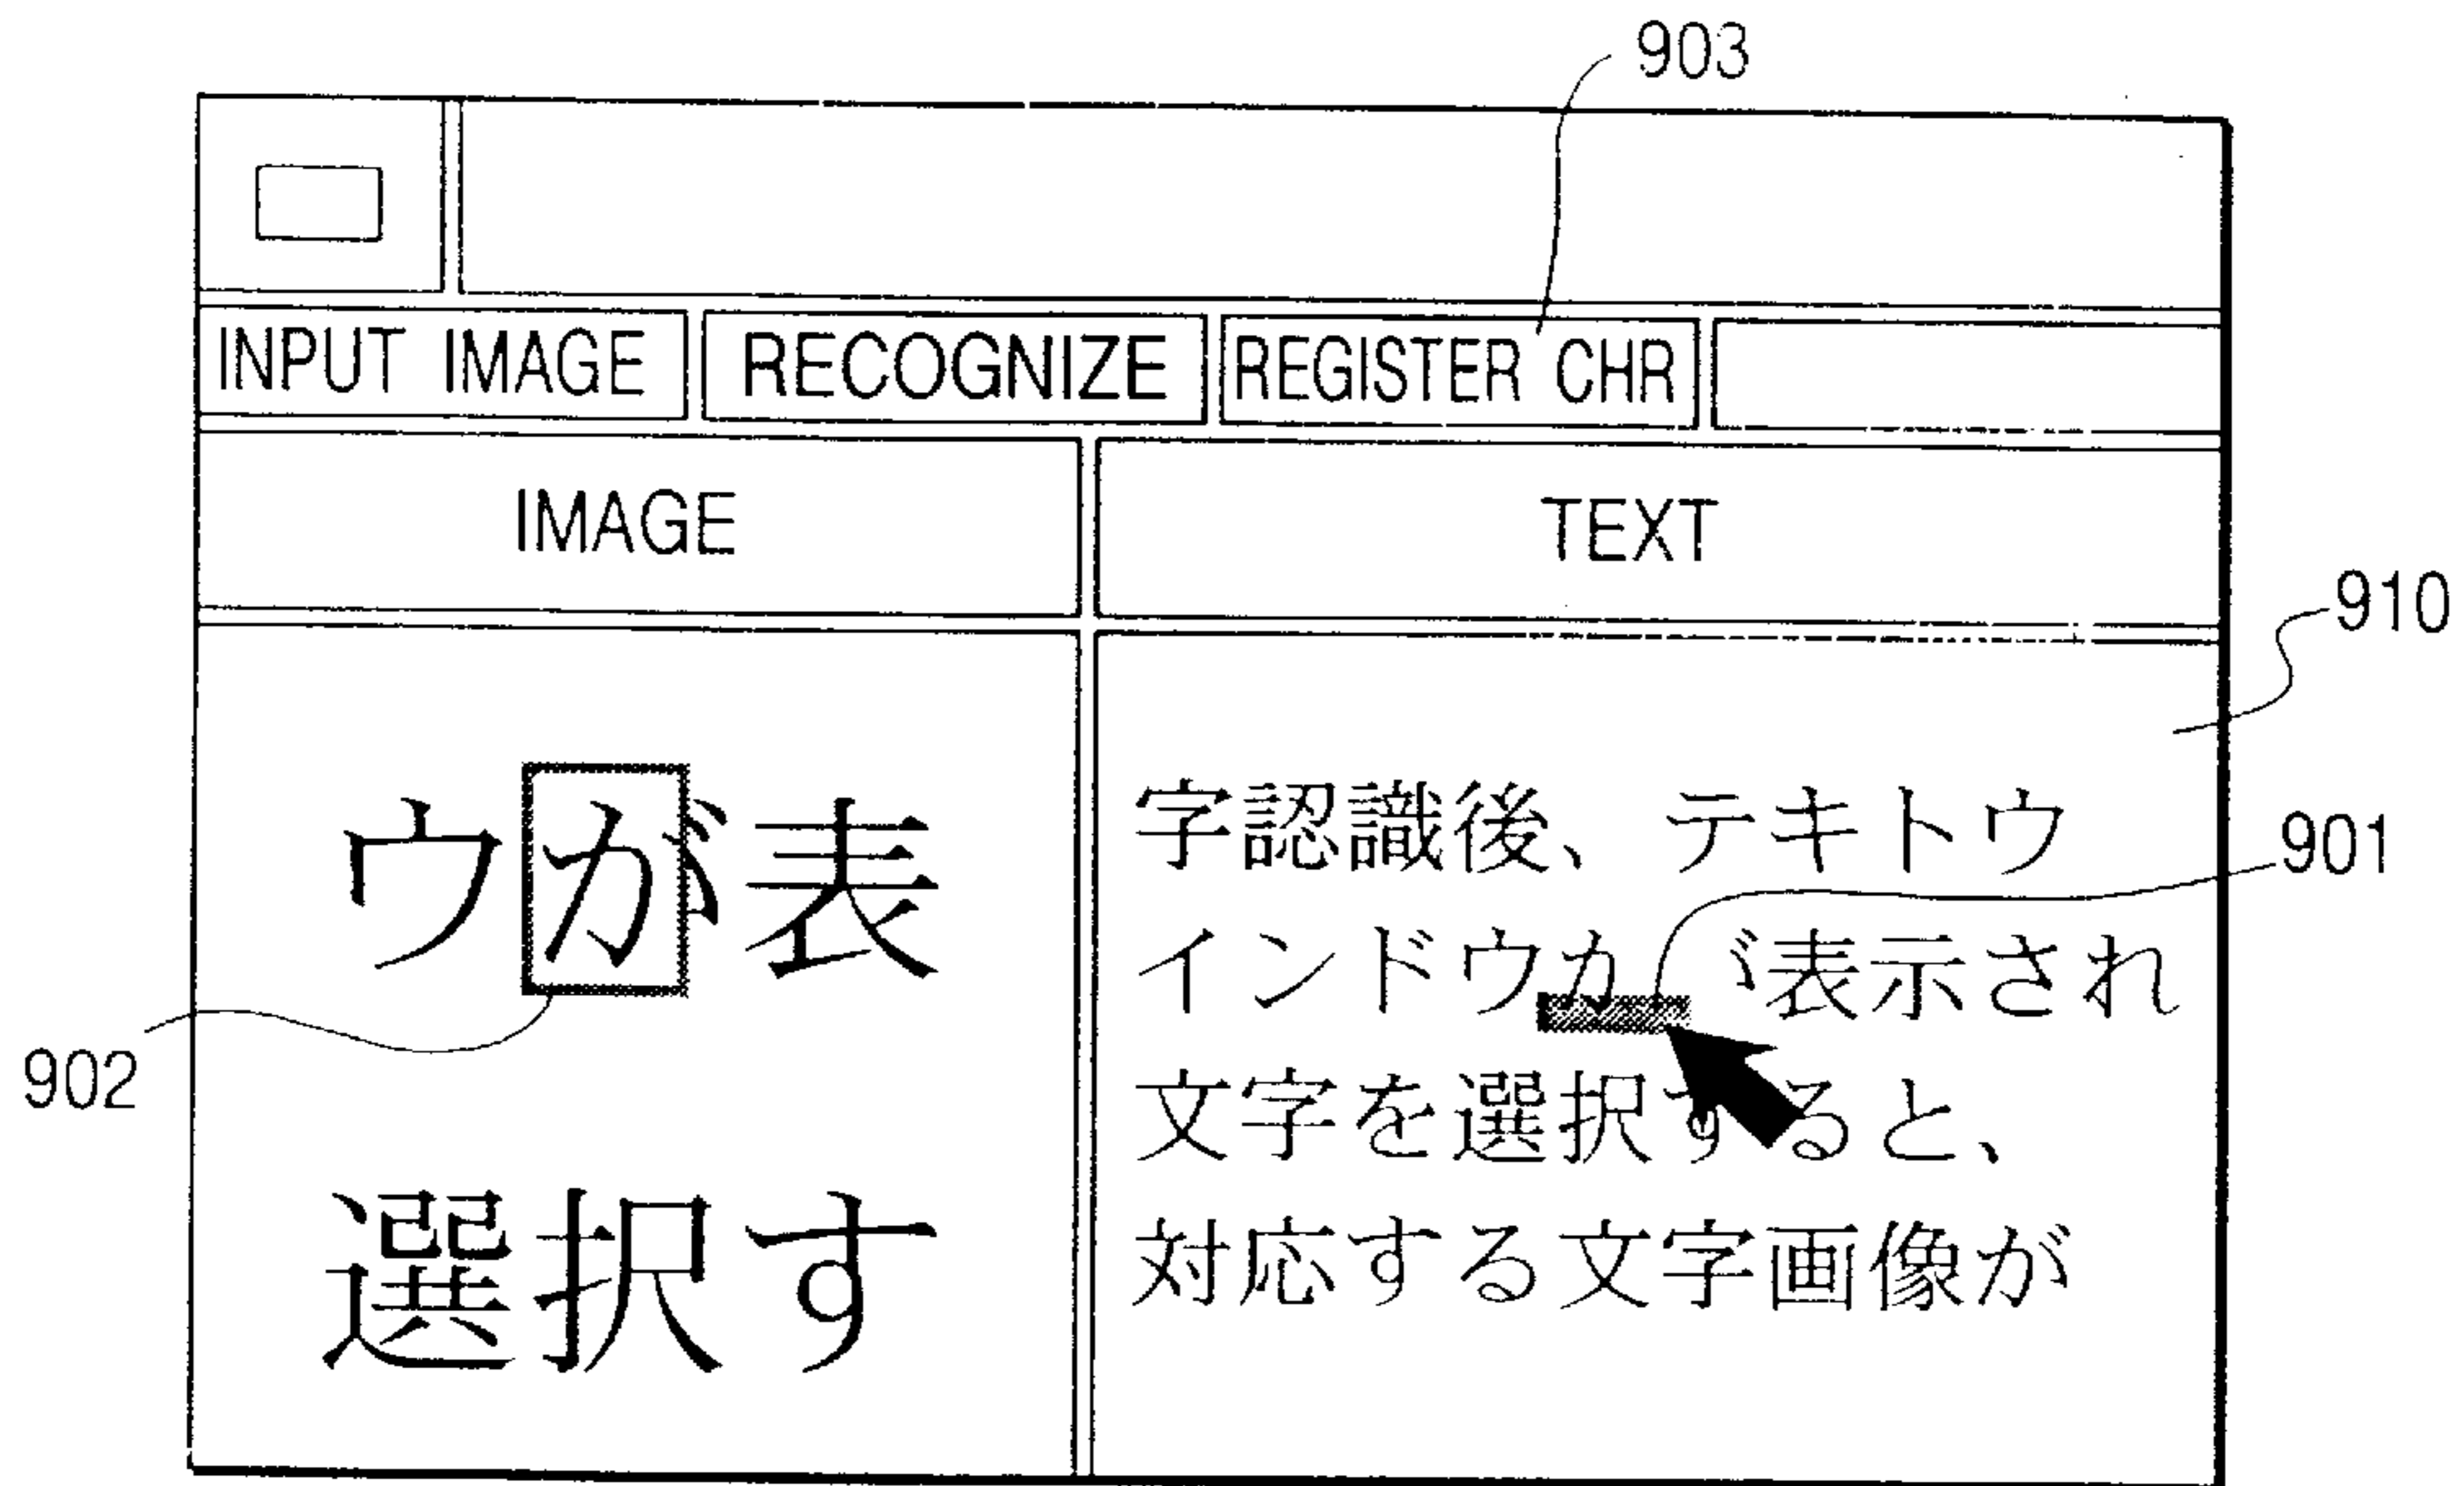 903
INPUT IMAGE RECOGNIZE REGISTER CHR
IMAGE TEXT
910
ウが表
選択す
字認識後、テキトウ
901
インドウか゛表示され
902
文字を選択すると、
対応する文字画像が